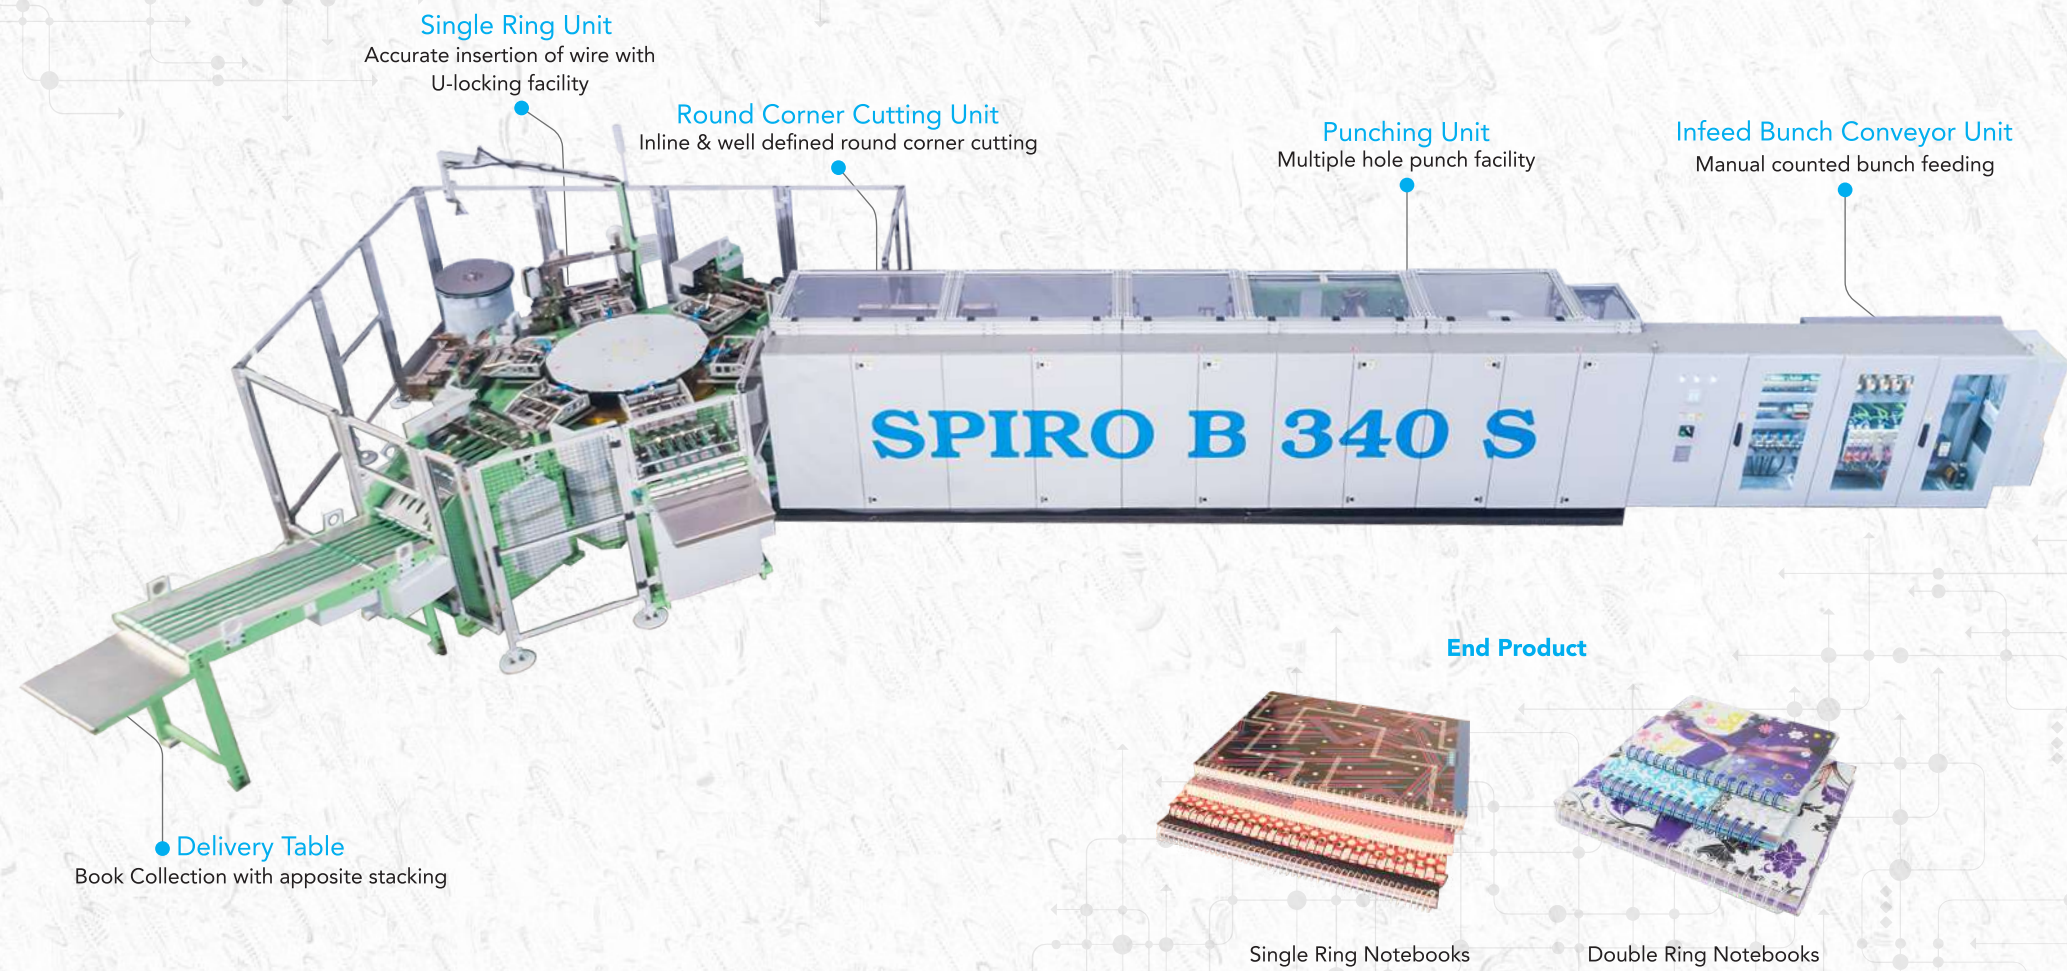 Single Ring Unit
Accurate insertion of wire with
U-locking facility
Round Corner Cutting Unit
Inline & well defined round corner cutting
Punching Unit
Multiple hole punch facility
Infeed Bunch Conveyor Unit
Manual counted bunch feeding
SPIRO B 340 S
End Product
Delivery Table
Book Collection with apposite stacking
Single Ring Notebooks
Double Ring Notebooks